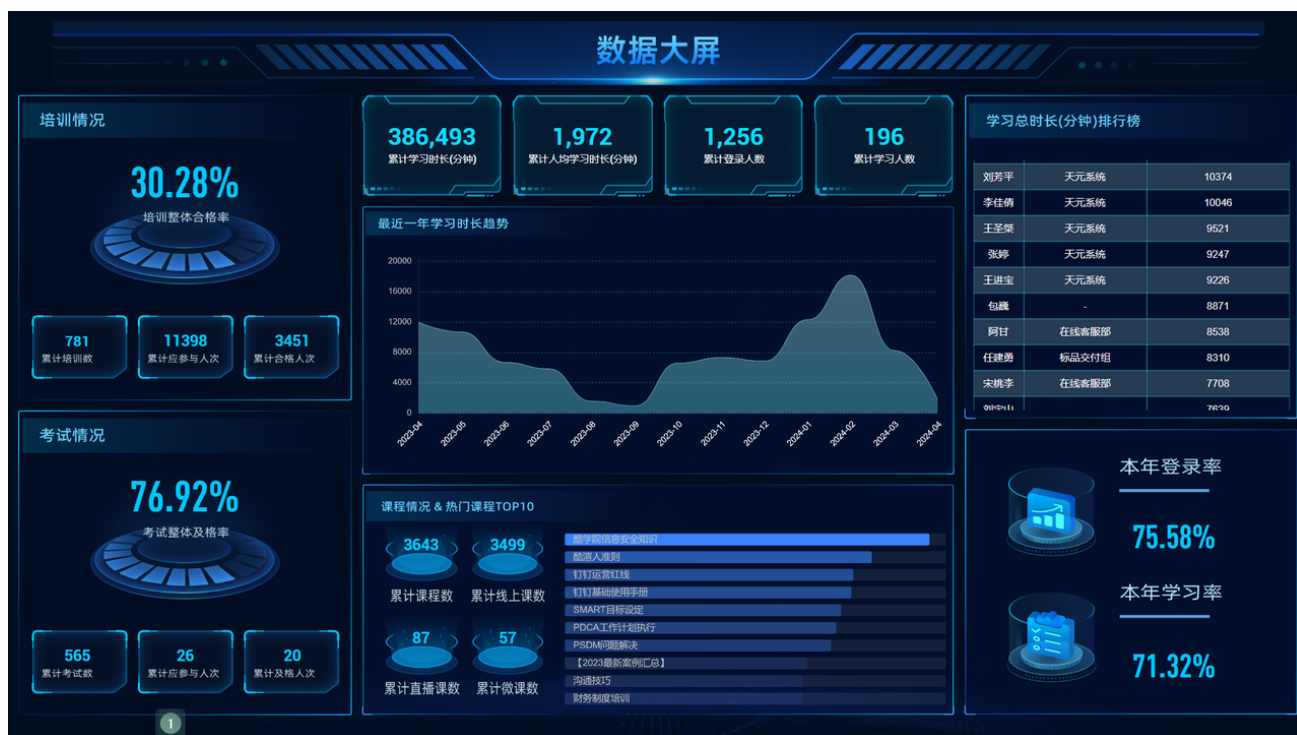 数据大屏
培训情况
30.28%
培训整体合格率
781
累计培训数
11398
累计应参与人次
3451
累计合格人次
考试情况
76.92%
考试整体及格率
565
累计考试数
26
累计应参与人次
20
累计及格人次
1
386,493
累计学习时长(分钟)
1,972
累计人均学习时长(分钟)
1,256
累计登录人数
196
累计学习人数
最近一年学习时长趋势
20000
16000
12000
8000
4000
0
2023-04
2023-05
2023-06
2023-07
2023-08
2023-09
2023-10
2023-11
2023-12
2024-01
2024-02
2024-03
2024-04
课程情况 & 热门课程TOP10
3643
累计课程数
3499
累计线上课数
87
累计直播课数
57
累计微课数
酷学院信息安全知识
酷渲人准则
钉钉运营红线
钉钉基础使用手册
SMART目标设定
PDCA工作计划执行
PSDM问题解决
【2023最新案例汇总】
沟通技巧
财务制度培训
学习总时长(分钟)排行榜
刘芳平 天元系统 10374
李佳倩 天元系统 10046
王圣桀 天元系统 9521
张婷 天元系统 9247
王进宝 天元系统 9226
包巍 - 8871
阿甘 在线客服部 8538
任建勇 标品交付组 8310
宋桃李 在线客服部 7708
7639
本年登录率
75.58%
本年学习率
71.32%